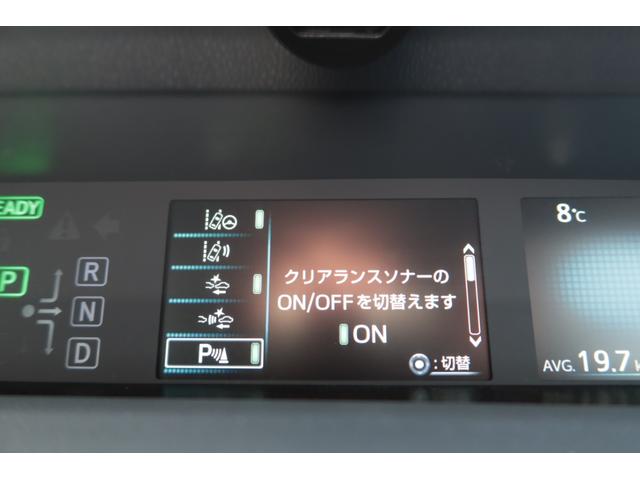 EADY
P
R
N
D
P
クリアランスソナーの
ON/OFFを切替えます
ON
:切替
8℃
AVG. 19.7